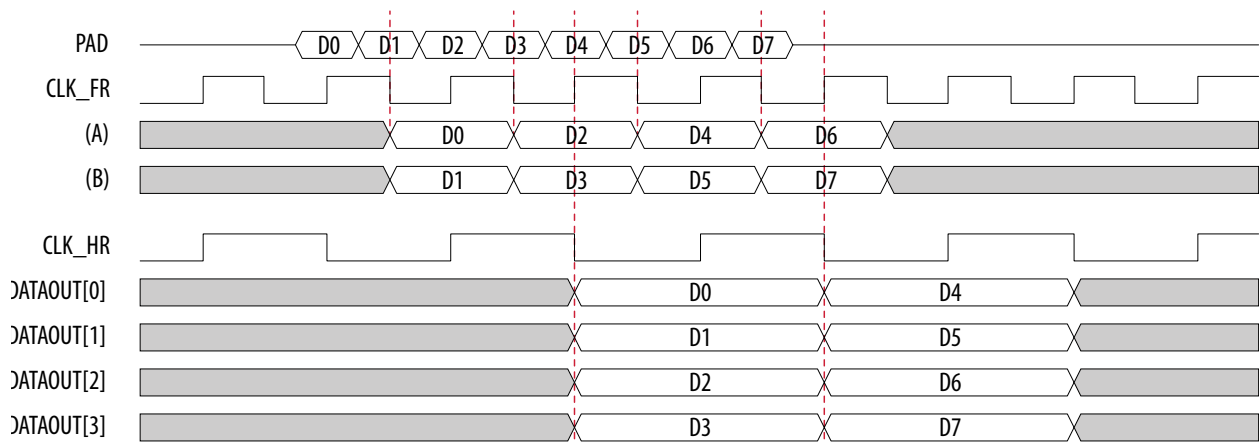 PAD D0 D1 D2 D3 D4 D5 D6 D7
CLK_FR
(A) D0 D2 D4 D6
(B) D1 D3 D5 D7
CLK_HR
DATAOUT[0] D0 D4
DATAOUT[1] D1 D5
DATAOUT[2] D2 D6
DATAOUT[3] D3 D7